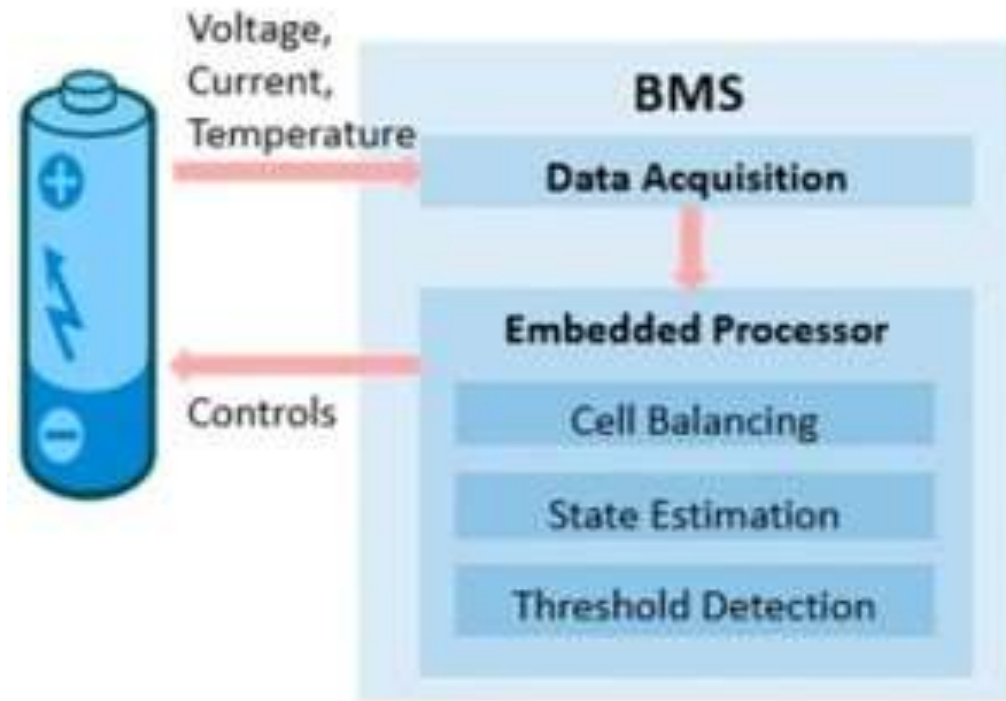 Voltage,
Current,
Temperature
BMS
Data Acquisition
Embedded Processor
Controls
Cell Balancing
State Estimation
Threshold Detection